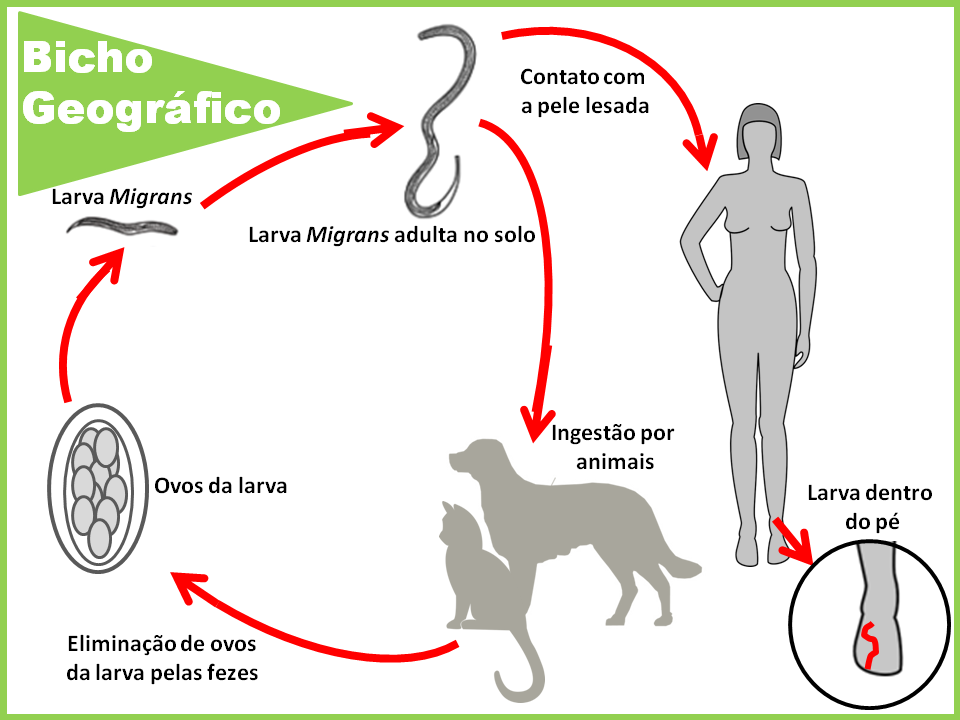 Bicho
Geográfico
Contato com
a pele lesada
Larva Migrans
Larva Migrans adulta no solo
Ingestão por
animais
Ovos da larva
Larva dentro
do pé
Eliminação de ovos
da larva pelas fezes